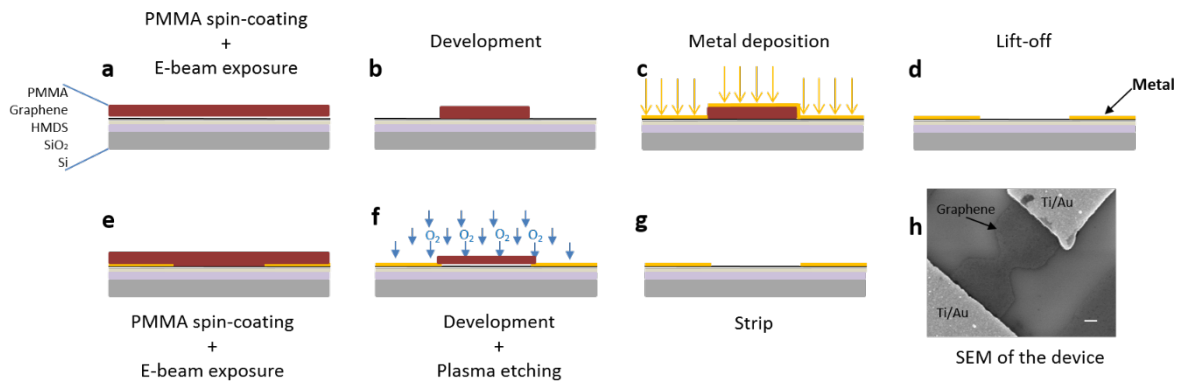 PMMA spin-coating
+
E-beam exposure
Development
Metal deposition
Lift-off
a
b
c
d
PMMA
Graphene
HMDS
SiO₂
Si
Metal
e
f
g
h
O₂ O₂ O₂ O₂
Graphene
Ti/Au
Ti/Au
PMMA spin-coating
+
E-beam exposure
Development
+
Plasma etching
Strip
SEM of the device